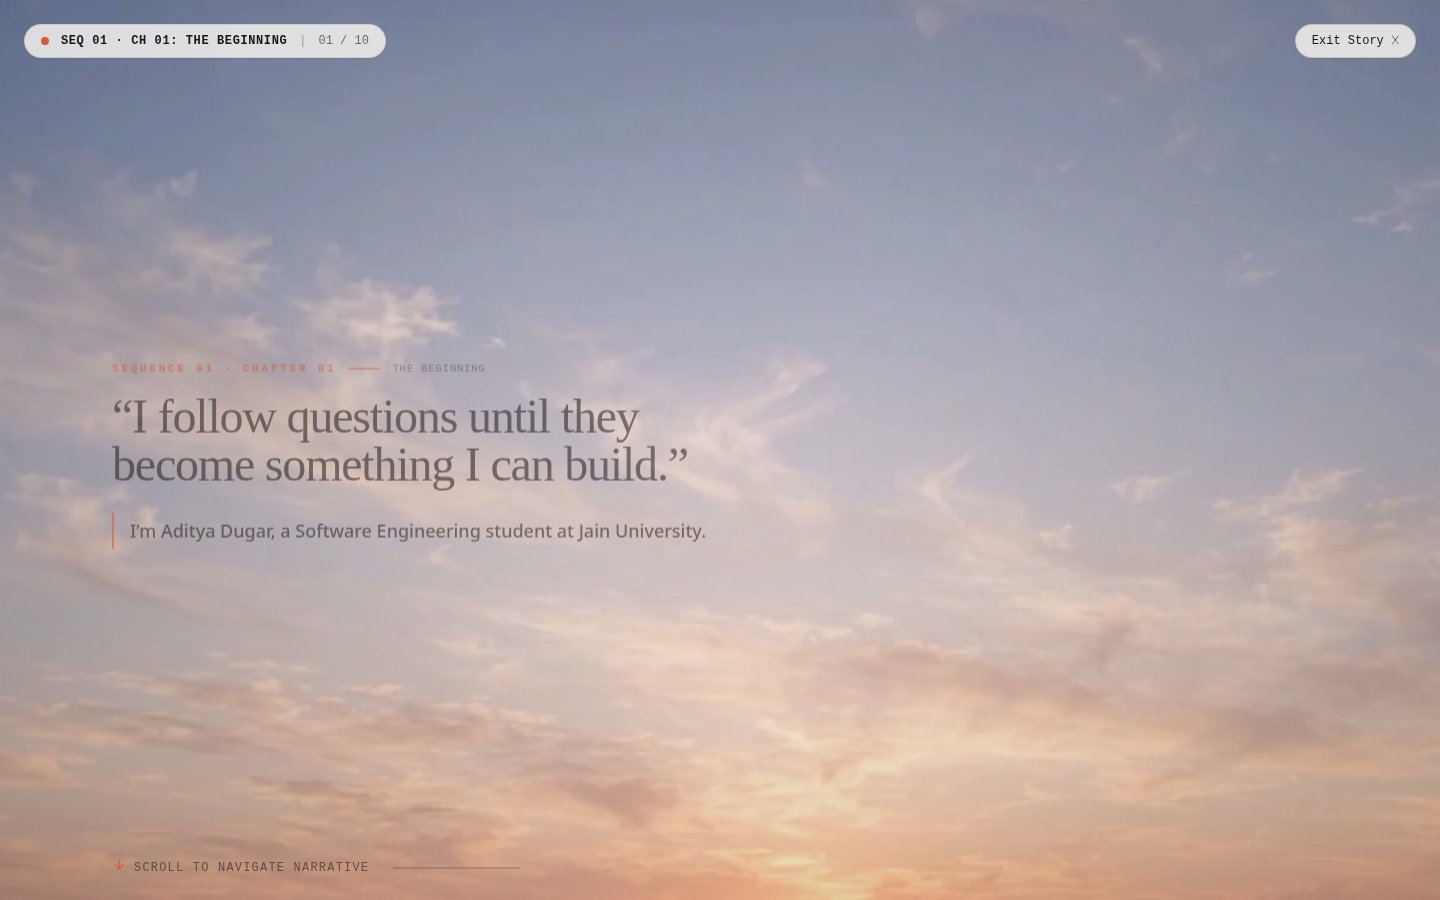 SEQ 01 · CH 01: THE BEGINNING | 01 / 10
Exit Story X
SEQUENCE 01 · CHAPTER 01 THE BEGINNING
“I follow questions until they
become something I can build.”
I’m Aditya Dugar, a Software Engineering student at Jain University.
↓ SCROLL TO NAVIGATE NARRATIVE